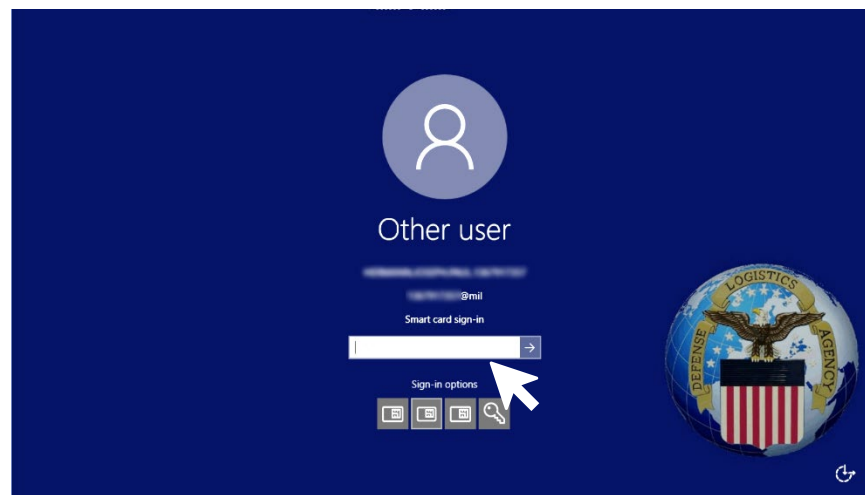 Other user
@mil
Smart card sign-in
Sign-in options
DEFENSE LOGISTICS AGENCY